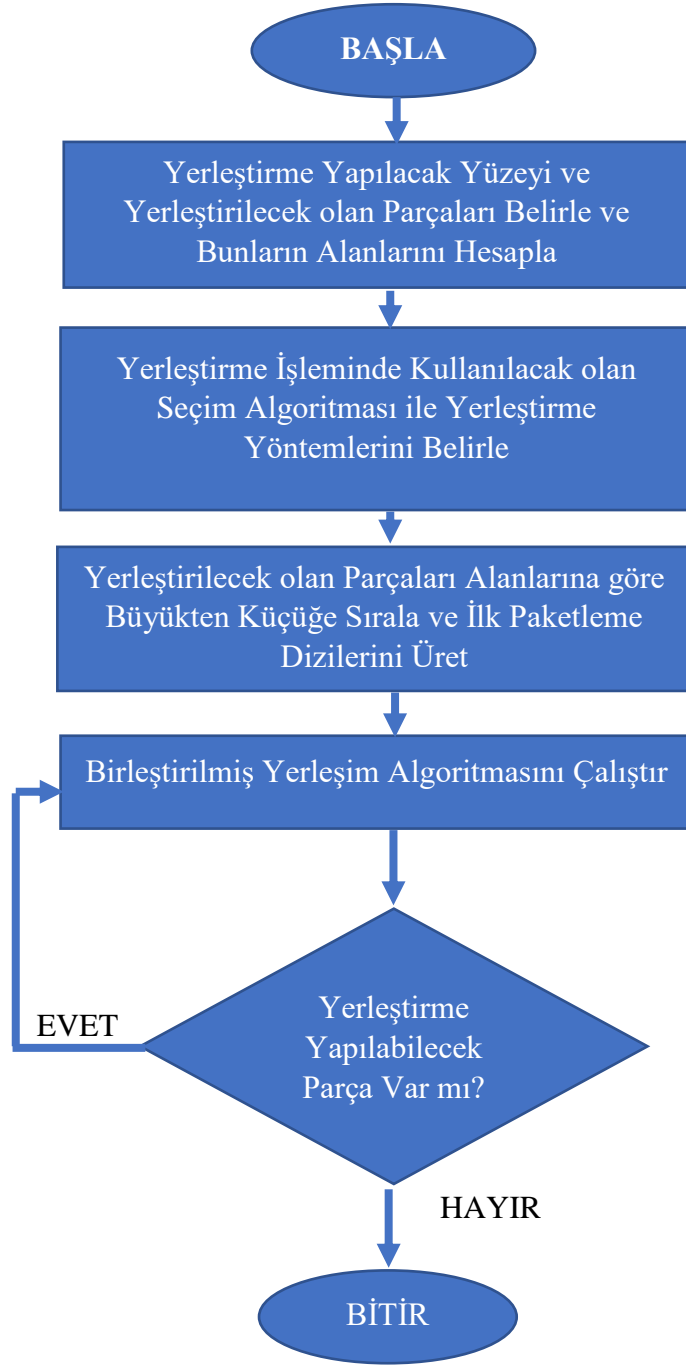 BAŞLA
Yerleştirme Yapılacak Yüzeyi ve
Yerleştirilecek olan Parçaları Belirle ve
Bunların Alanlarını Hesapla
Yerleştirme İşleminde Kullanılacak olan
Seçim Algoritması ile Yerleştirme
Yöntemlerini Belirle
Yerleştirilecek olan Parçaları Alanlarına göre
Büyükten Küçüğe Sırala ve İlk Paketleme
Dizilerini Üret
Birleştirilmiş Yerleşim Algoritmasını Çalıştır
Yerleştirme
Yapılabilecek
Parça Var mı?
EVET
HAYIR
BİTİR